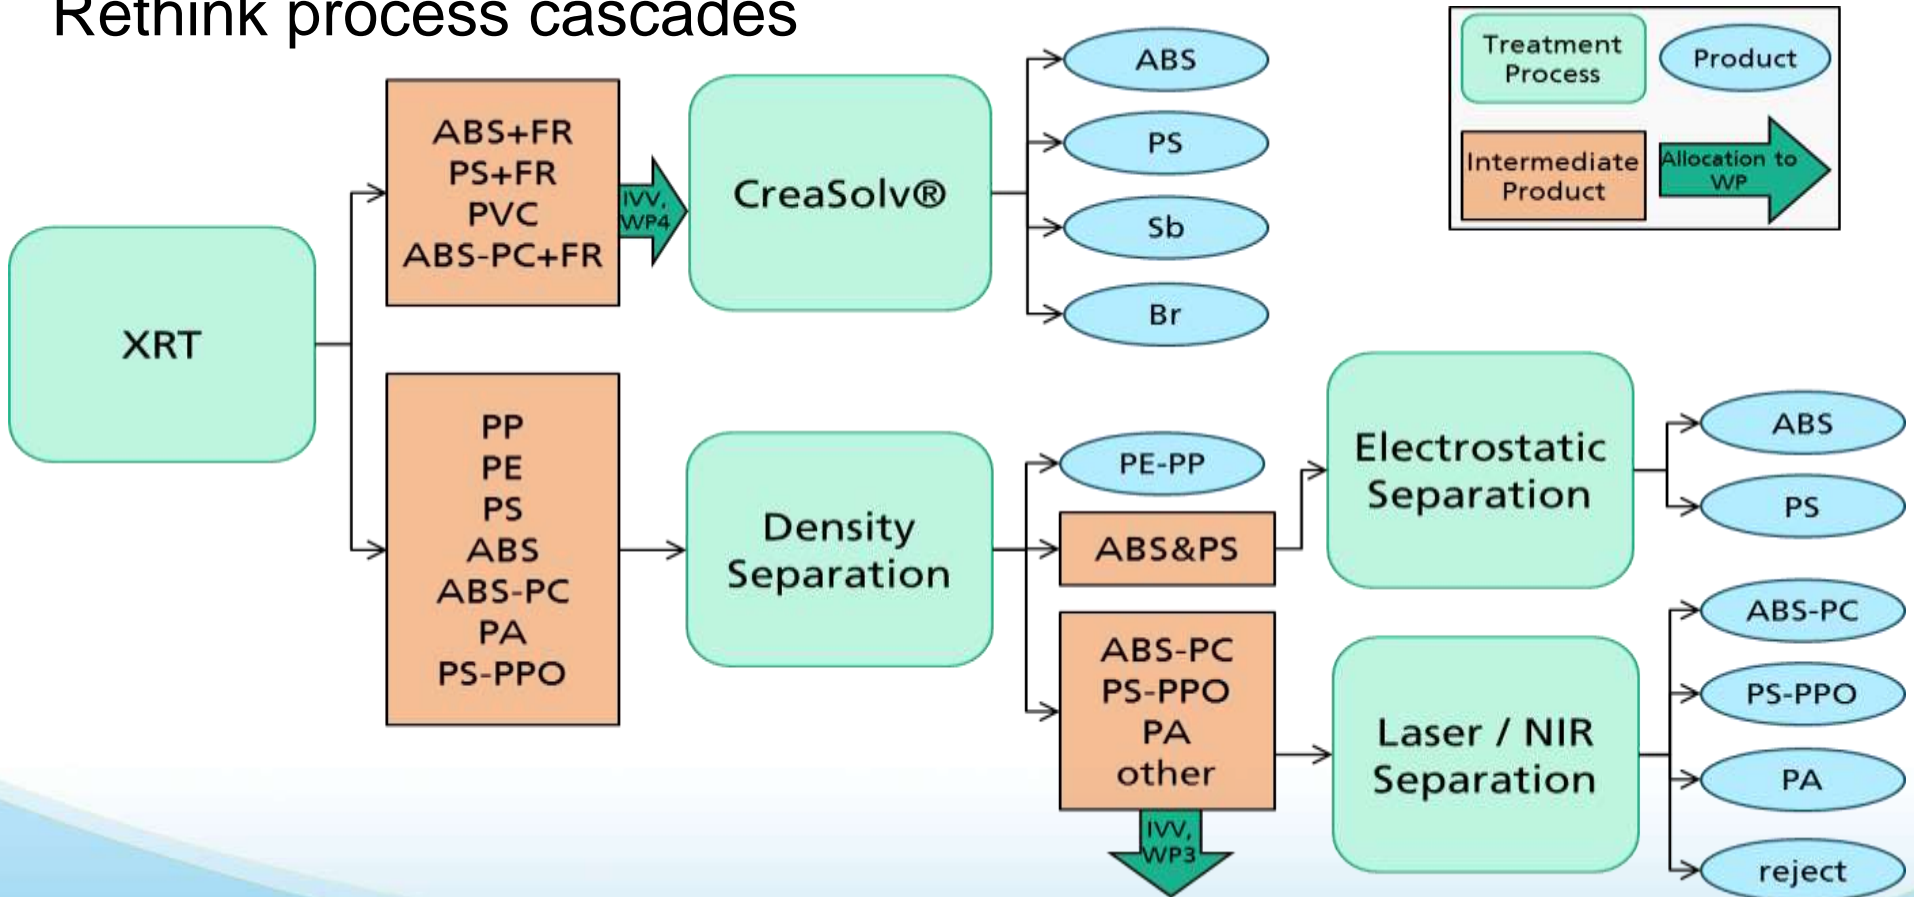 Rethink process cascades
Treatment
Process
Product
Intermediate
Product
Allocation to
WP
XRT
ABS+FR
PS+FR
PVC
ABS-PC+FR
IVV,
WP4
CreaSolv®
ABS
PS
Sb
Br
PP
PE
PS
ABS
ABS-PC
PA
PS-PPO
Density
Separation
PE-PP
ABS&PS
ABS-PC
PS-PPO
PA
other
IVV,
WP3
Electrostatic
Separation
ABS
PS
Laser / NIR
Separation
ABS-PC
PS-PPO
PA
reject